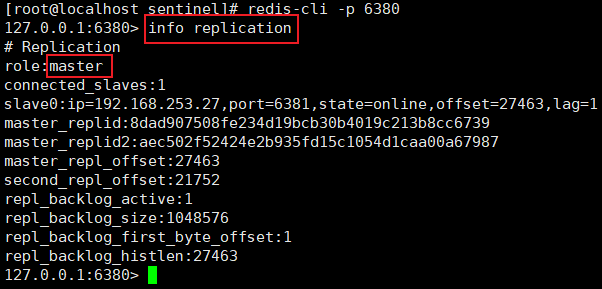 [root@localhost sentinel]# redis-cli -p 6380
127.0.0.1:6380> info replication
# Replication
role:master
connected_slaves:1
slave0:ip=192.168.253.27,port=6381,state=online,offset=27463,lag=1
master_replid:8dad907508fe234d19bcb30b4019c213b8cc6739
master_replid2:aec502f52424e2b935fd15c1054d1caa00a67987
master_repl_offset:27463
second_repl_offset:21752
repl_backlog_active:1
repl_backlog_size:1048576
repl_backlog_first_byte_offset:1
repl_backlog_histlen:27463
127.0.0.1:6380>